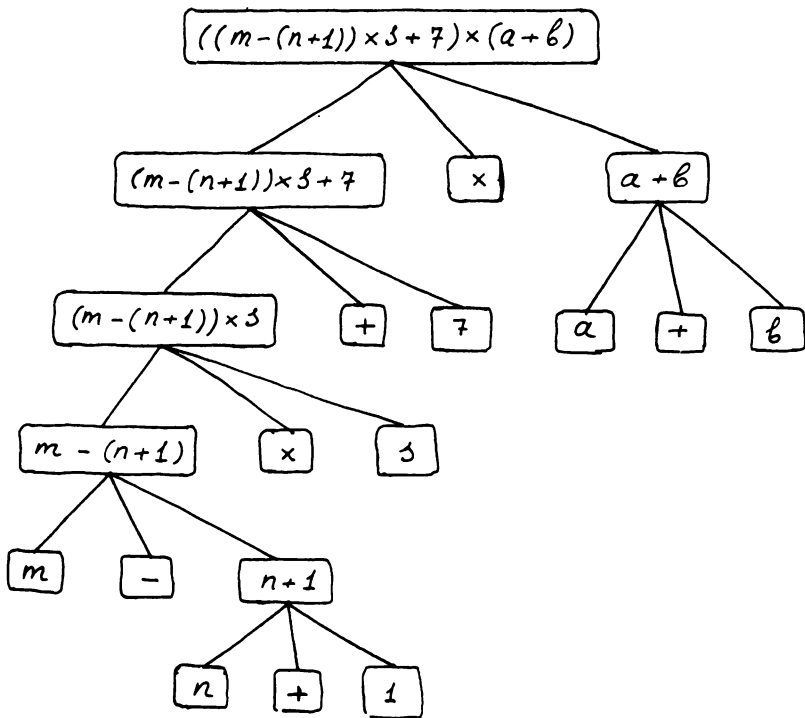 ((m-(n+1))×3+7)×(a+b)
(m-(n+1))×3+7
×
a+b
(m-(n+1))×3
+
7
a
+
b
m-(n+1)
×
3
m
-
n+1
n
+
1